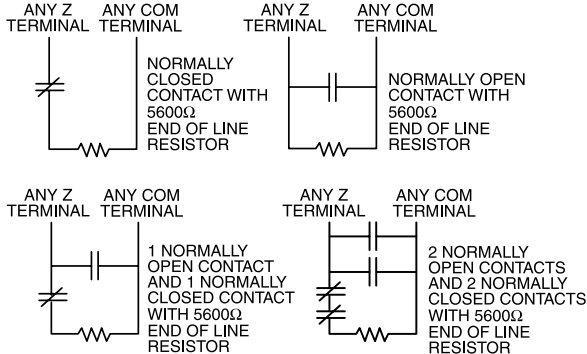 ANY Z ANY COM
TERMINAL TERMINAL
NORMALLY
CLOSED
CONTACT WITH
5600Ω
END OF LINE
RESISTOR
ANY Z ANY COM
TERMINAL TERMINAL
NORMALLY OPEN
CONTACT WITH
5600Ω
END OF LINE
RESISTOR
ANY Z ANY COM
TERMINAL TERMINAL
1 NORMALLY
OPEN CONTACT
AND 1 NORMALLY
CLOSED CONTACT
WITH 5600Ω
END OF LINE
RESISTOR
ANY Z ANY COM
TERMINAL TERMINAL
2 NORMALLY
OPEN CONTACTS
AND 2 NORMALLY
CLOSED CONTACTS
WITH 5600Ω
END OF LINE
RESISTOR